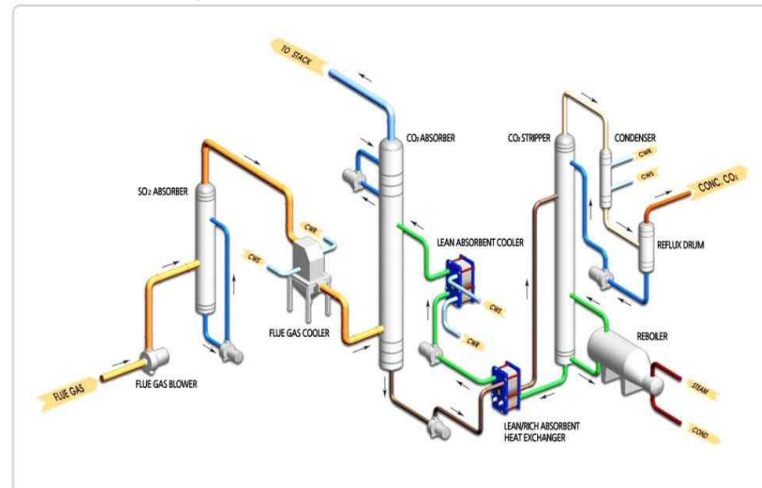 TO STACK
CO₂ ABSORBER
CO₂ STRIPPER
CONDENSER
CWR
CWS
CONC. CO₂
SO₂ ABSORBER
REFLUX DRUM
CWR
CWS
LEAN ABSORBENT COOLER
CWS
CWR
FLUE GAS COOLER
REBOILER
FLUE GAS BLOWER
FLUE GAS
STEAM
COND
LEAN/RICH ABSORBENT
HEAT EXCHANGER